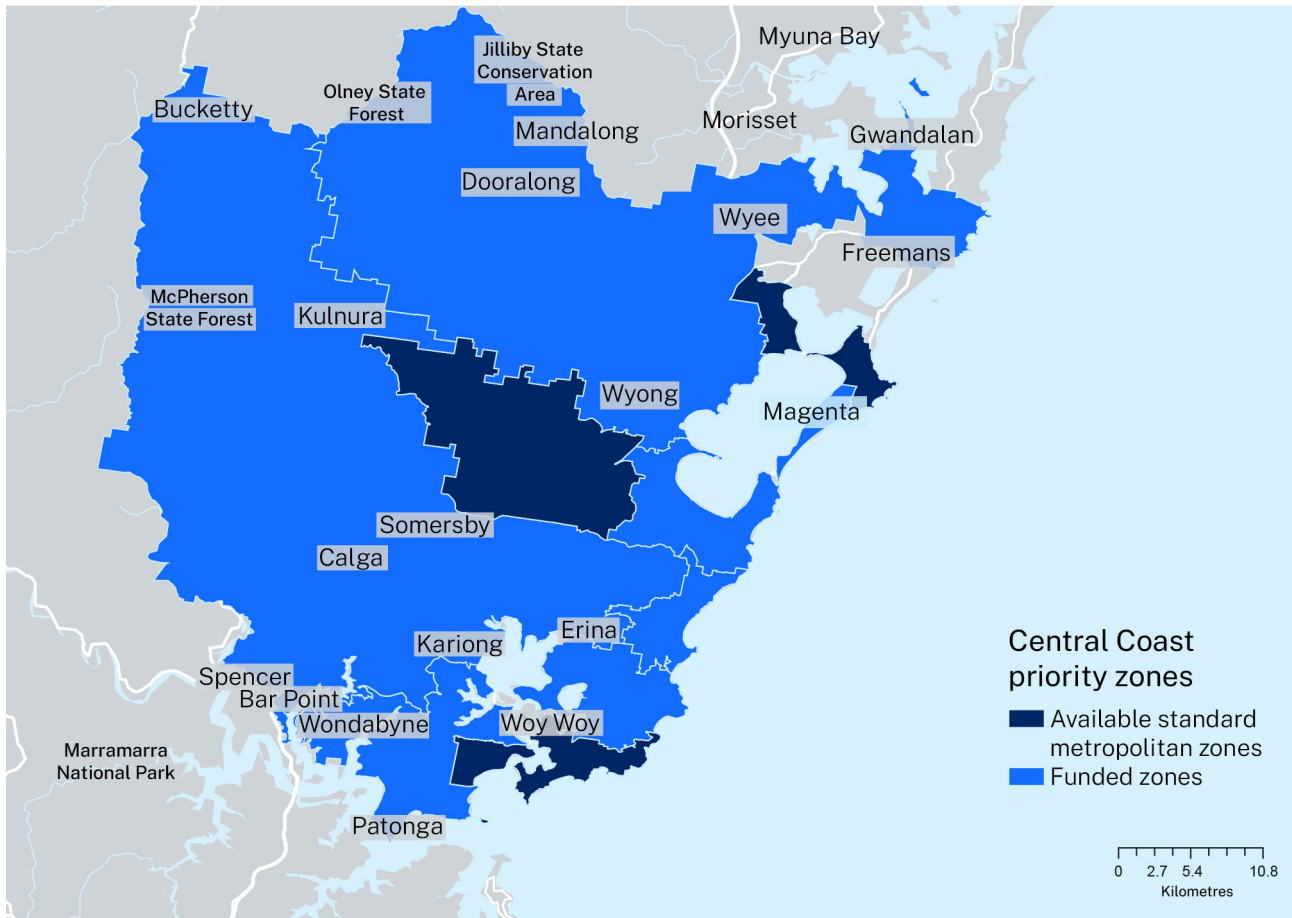 Myuna Bay
Jilliby State
Conservation
Area
Olney State
Forest
Bucketty
Morisset
Mandalong
Gwandalan
Dooralong
Wyee
Freemans
McPherson
State Forest
Kulnura
Wyong
Magenta
Somersby
Calga
Erina
Kariong
Spencer
Bar Point
Wondabyne
Woy Woy
Marramarra
National Park
Patonga
Central Coast
priority zones
Available standard
metropolitan zones
Funded zones
0 2.7 5.4 10.8
Kilometres